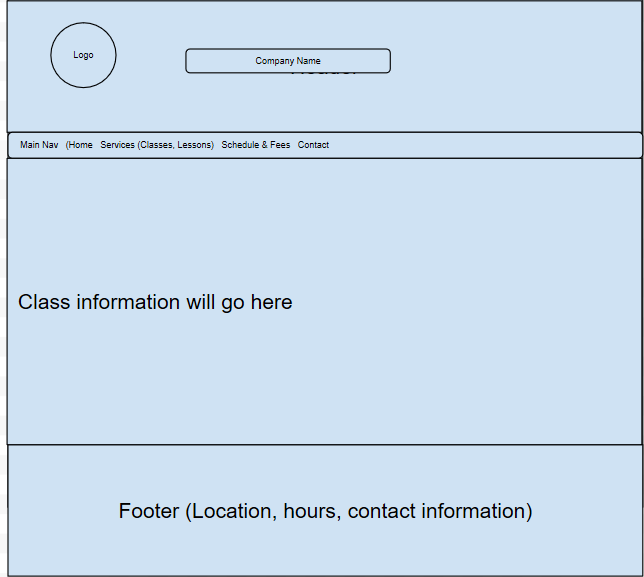 Logo
Company Name
Main Nav (Home Services (Classes, Lessons) Schedule & Fees Contact
Class information will go here
Footer (Location, hours, contact information)